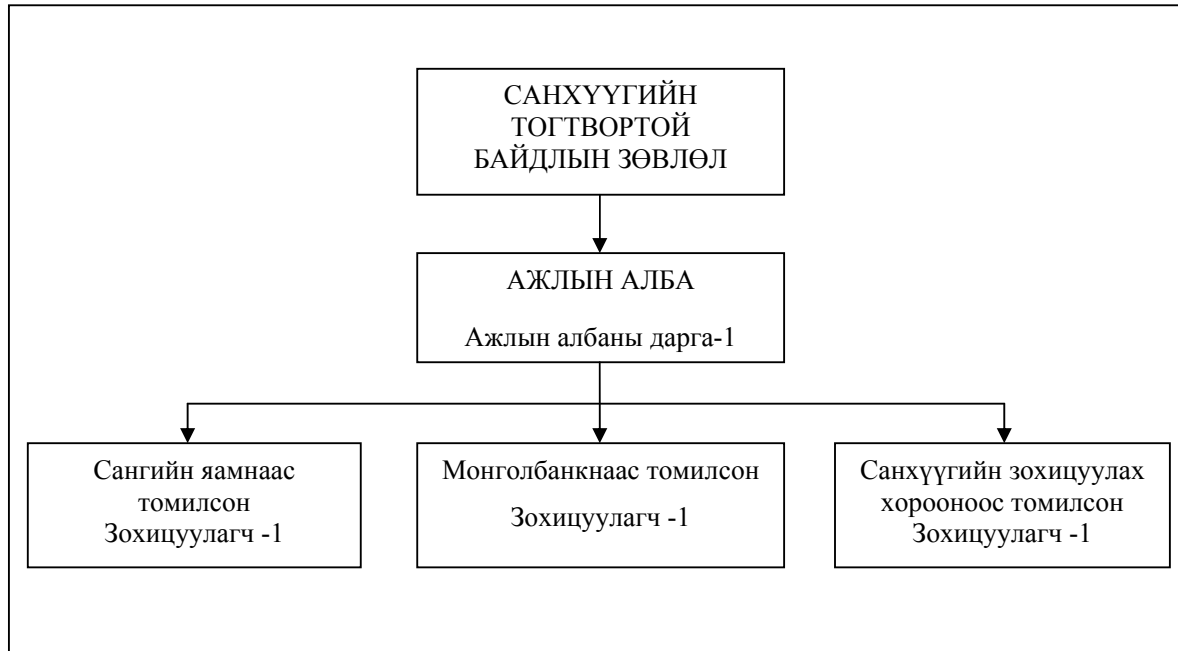 САНХҮҮГИЙН
ТОГТВОРТОЙ
БАЙДЛЫН ЗӨВЛӨЛ
АЖЛЫН АЛБА
Ажлын албаны дарга-1
Сангийн яамнаас
томилсон
Зохицуулагч -1
Монголбанкнаас томилсон
Зохицуулагч -1
Санхүүгийн зохицуулах
хорооноос томилсон
Зохицуулагч -1